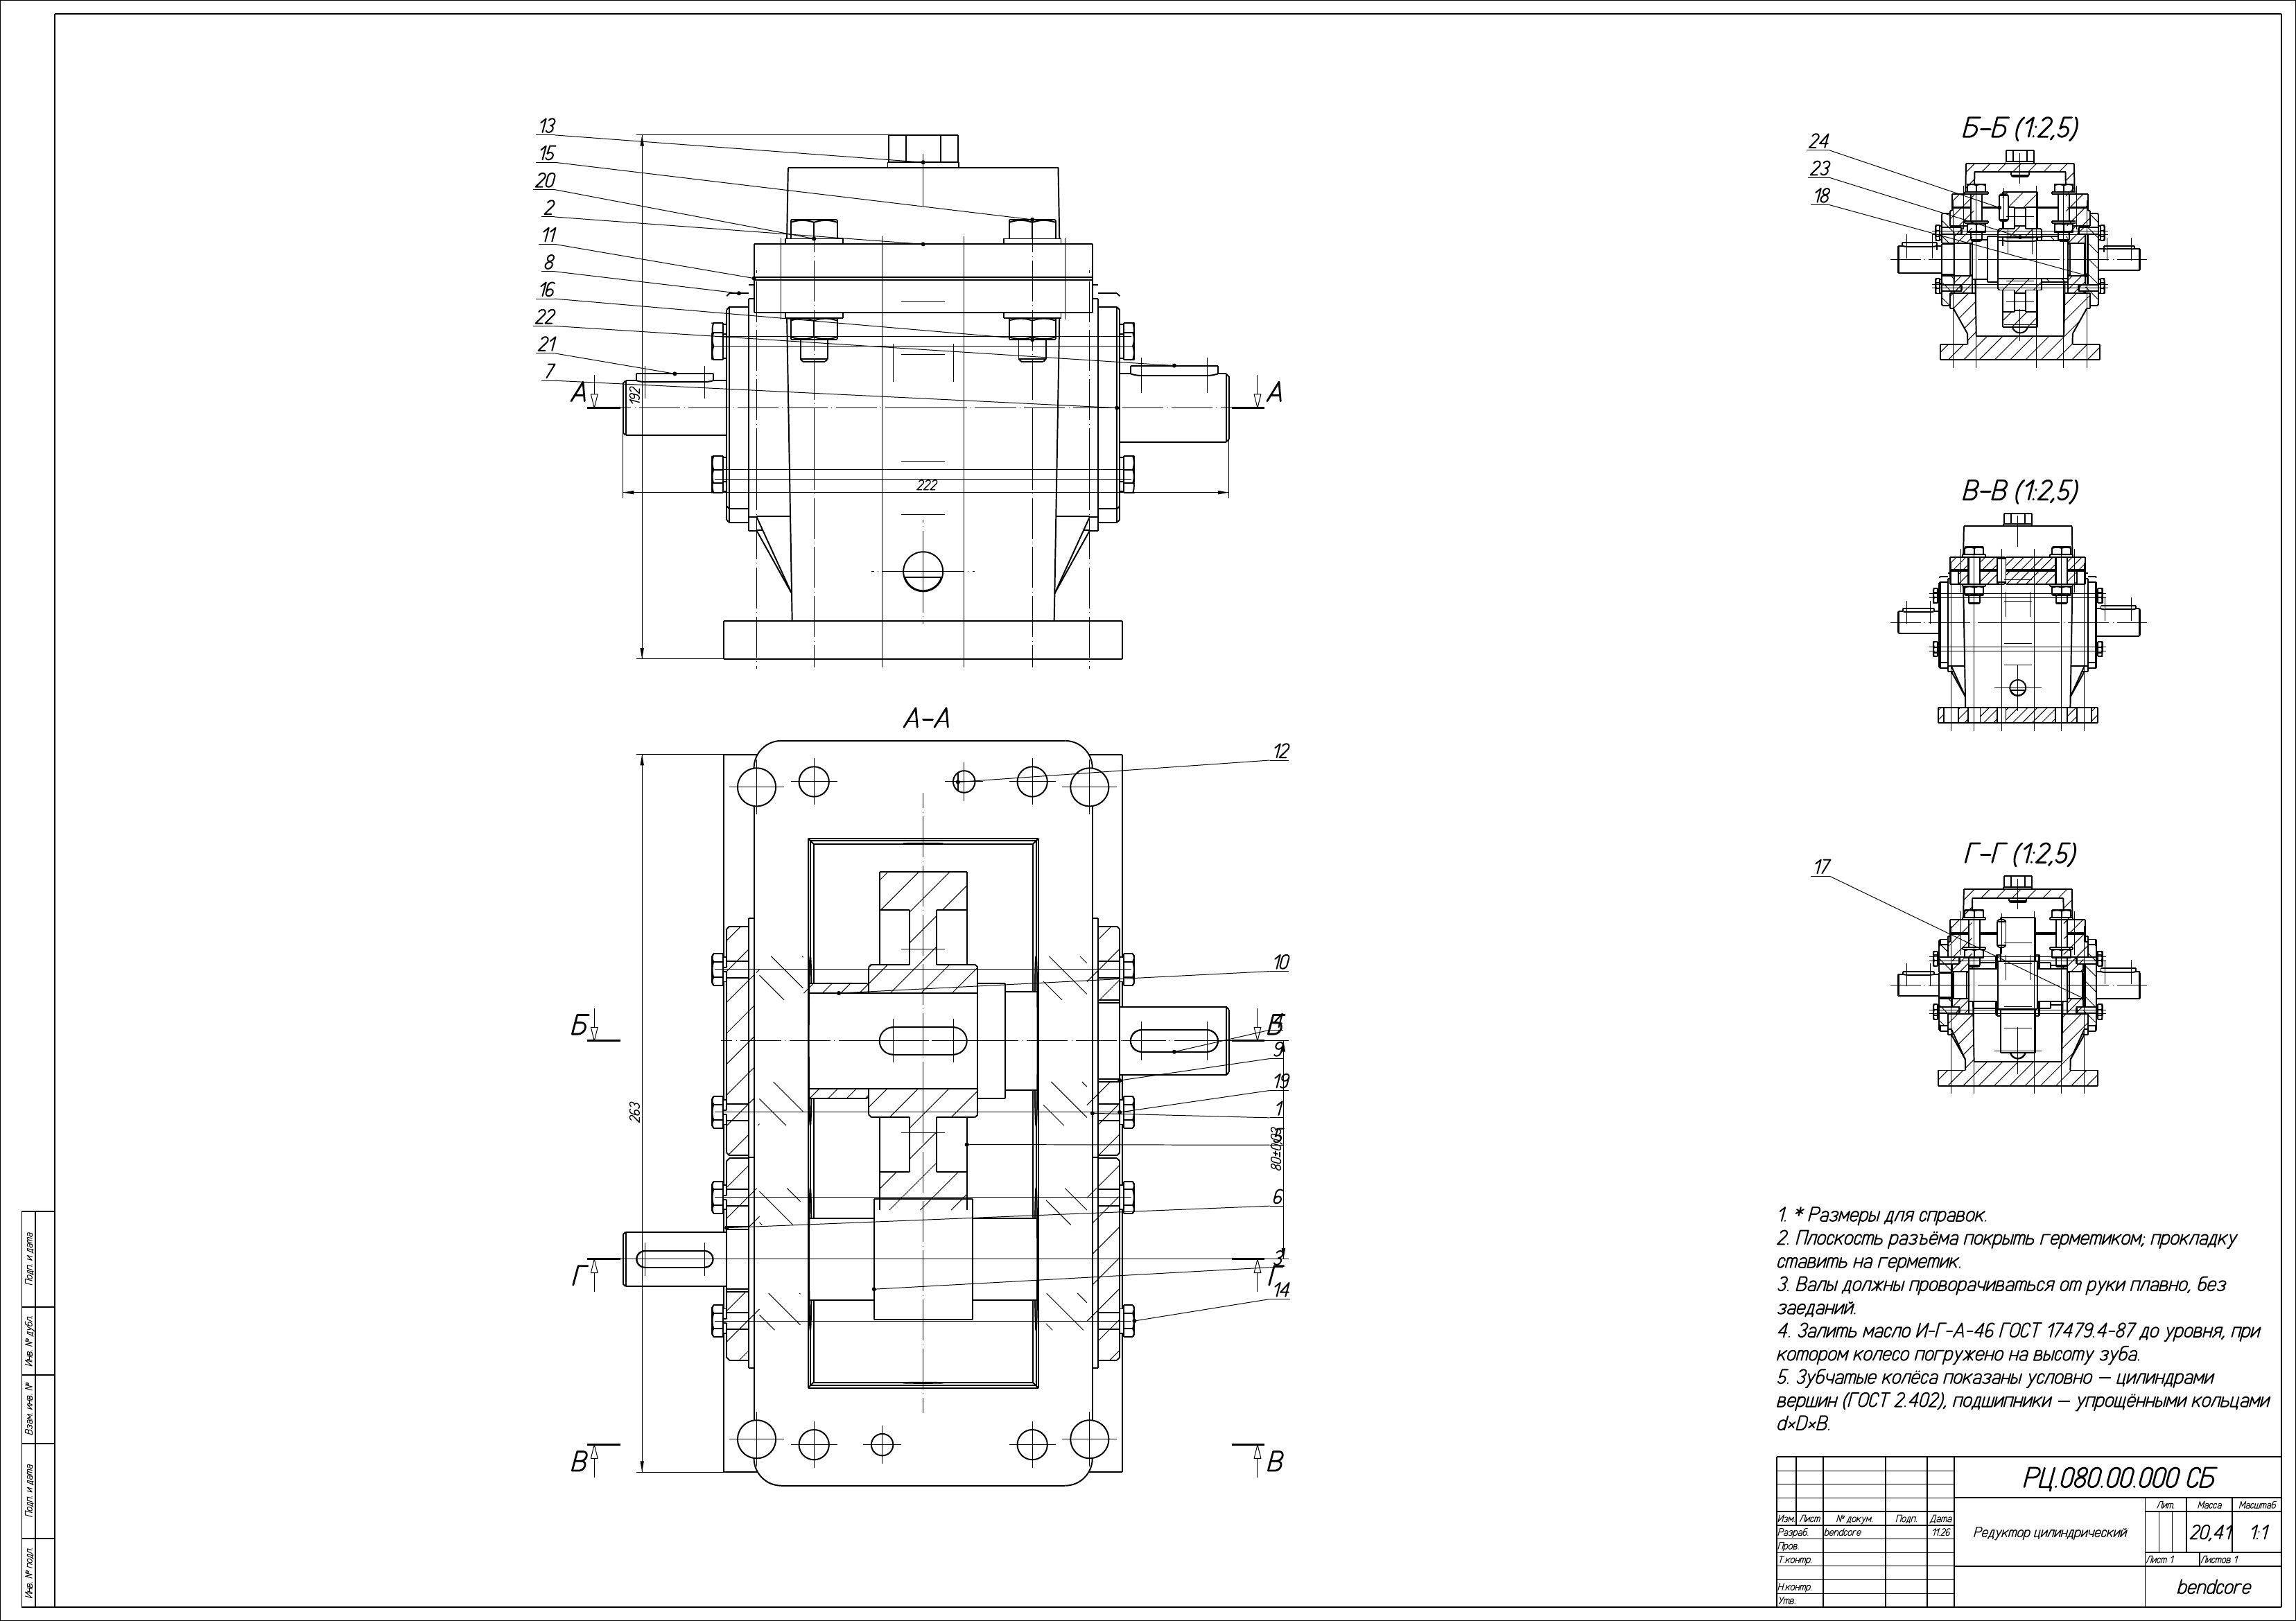 13
15
20
2
11
8
16
22
21
7
А
А
192
222
А–А
12
10
Б
Б
4
9
19
1
5
80±0,03
263
6
3
Г
Г
14
В
В
Б–Б (1:2,5)
24
23
18
В–В (1:2,5)
Г–Г (1:2,5)
17
1. * Размеры для справок.
2. Плоскость разъёма покрыть герметиком; прокладку
ставить на герметик.
3. Валы должны проворачиваться от руки плавно, без
заеданий.
4. Залить масло И-Г-А-46 ГОСТ 17479.4-87 до уровня, при
котором колесо погружено на высоту зуба.
5. Зубчатые колёса показаны условно — цилиндрами
вершин (ГОСТ 2.402), подшипники — упрощёнными кольцами
d×D×B.
РЦ.080.00.000 СБ
Лит. Масса Масштаб
Изм. Лист № докум. Подп. Дата
Разраб. bendcore 11.26
Редуктор цилиндрический
20,41 1:1
Пров.
Т.контр.
Лист 1 Листов 1
Н.контр.
bendcore
Утв.
Подп. и дата
Инв. № дубл.
Взам. инв. №
Подп. и дата
Инв. № подл.